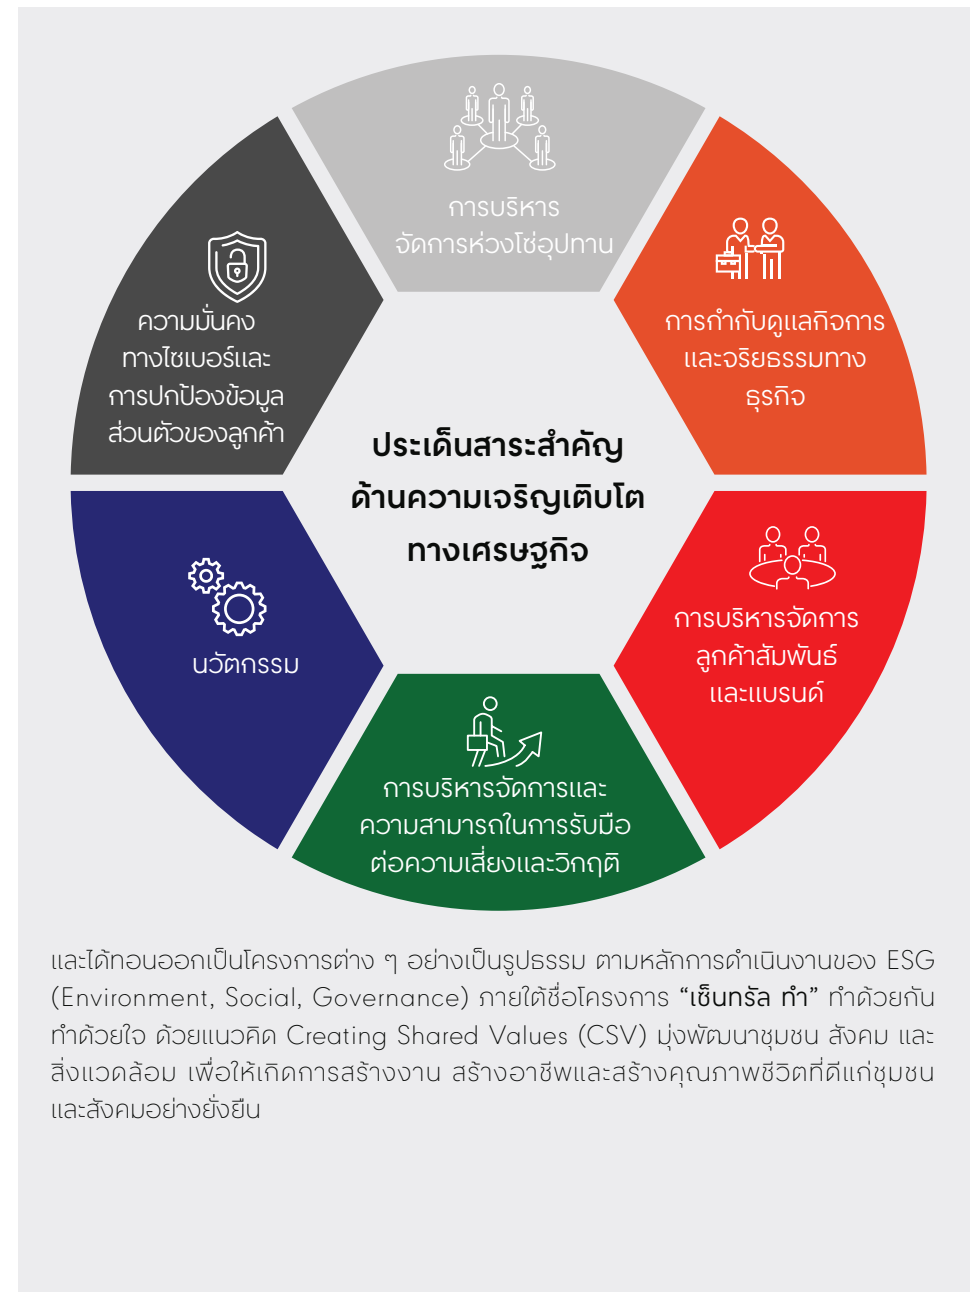 การบริหาร
จัดการห่วงโซ่อุปทาน
การกำกับดูแลกิจการ
และจริยธรรมทาง
ธุรกิจ
การบริหารจัดการ
ลูกค้าสัมพันธ์
และแบรนด์
การบริหารจัดการและ
ความสามารถในการรับมือ
ต่อความเสี่ยงและวิกฤติ
นวัตกรรม
ความมั่นคง
ทางไซเบอร์และ
การปกป้องข้อมูล
ส่วนตัวของลูกค้า
ประเด็นสาระสำคัญ
ด้านความเจริญเติบโต
ทางเศรษฐกิจ
และได้ทอนออกเป็นโครงการต่าง ๆ อย่างเป็นรูปธรรม ตามหลักการดำเนินงานของ ESG
(Environment, Social, Governance) ภายใต้ชื่อโครงการ “เซ็นทรัล ทำ” ทำด้วยกัน
ทำด้วยใจ ด้วยแนวคิด Creating Shared Values (CSV) มุ่งพัฒนาชุมชน สังคม และ
สิ่งแวดล้อม เพื่อให้เกิดการสร้างงาน สร้างอาชีพและสร้างคุณภาพชีวิตที่ดีแก่ชุมชน
และสังคมอย่างยั่งยืน